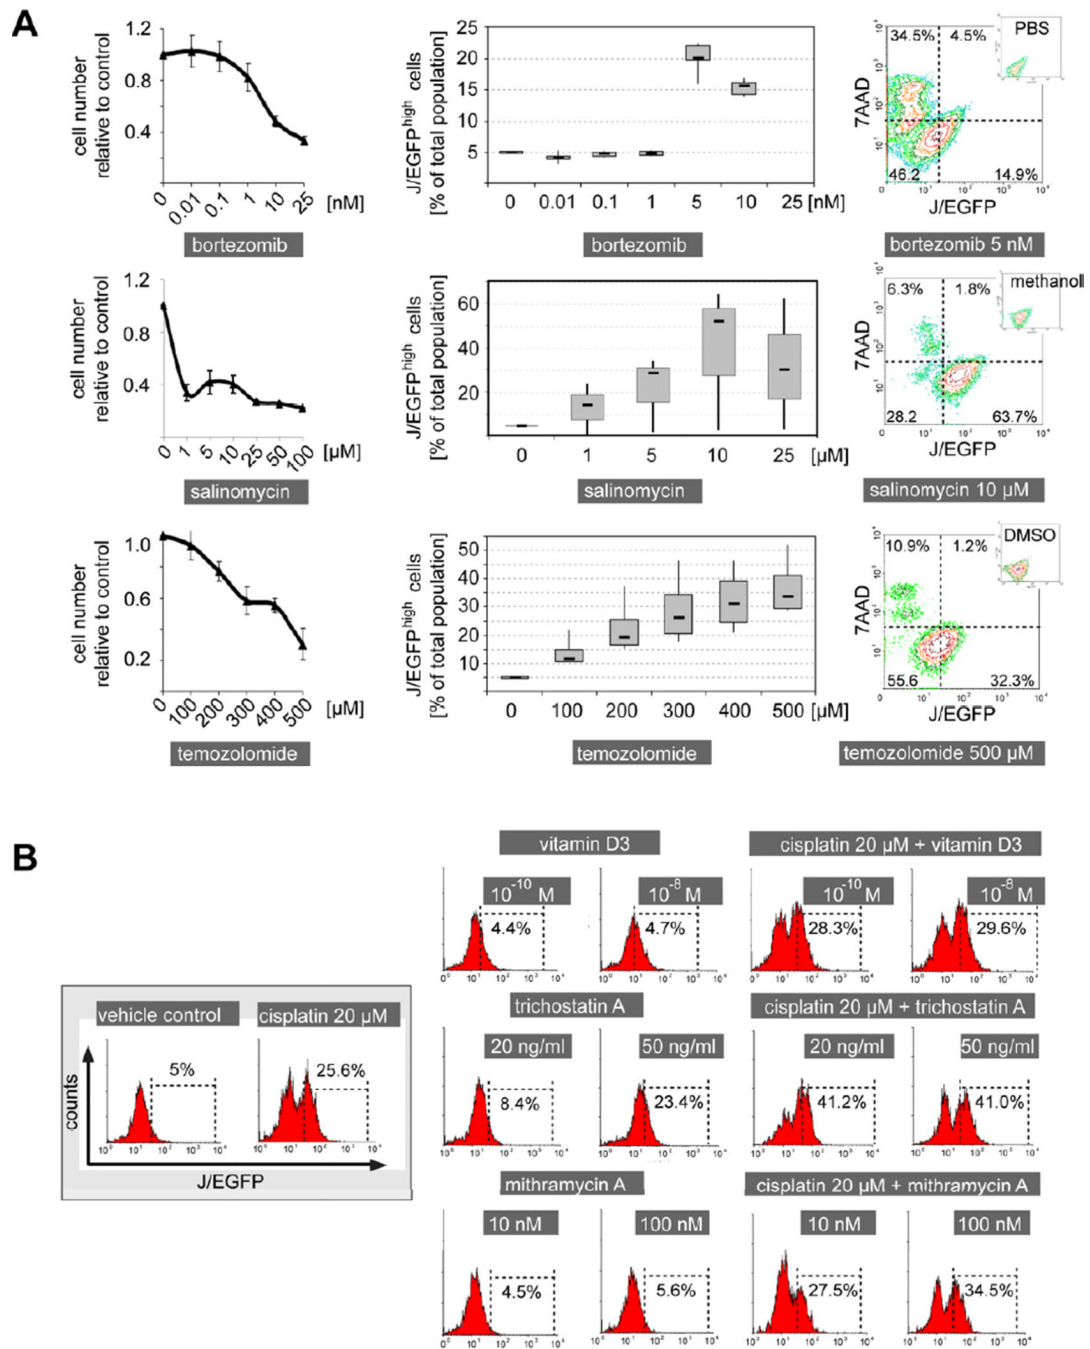 A
cell number
relative to control
1.2
1.0
0.4
0
0.01
0.1
1
10
25
[nM]
bortezomib
J/EGFPhigh cells
[% of total population]
25
20
15
10
25
5
0
0.01
0.1
1
5
10
25 [nM]
bortezomib
34.5%
4.5%
PBS
7AAD
46.2
14.9%
J/EGFP
bortezomib 5 nM
cell number
relative to control
1.2
0.4
0
1
5
10
25
50
100
[µM]
salinomycin
J/EGFPhigh cells
[% of total population]
60
40
20
0
1
5
10
25
[µM]
salinomycin
6.3%
1.8%
methanoll
7AAD
28.2
63.7%
J/EGFP
salinomycin 10 µM
cell number
relative to control
1.0
0.6
0.2
0
100
200
300
400
500
[µM]
temozolomide
J/EGFPhigh cells
[% of total population]
50
40
30
20
10
0
100
200
300
400
500
[µM]
temozolomide
10.9%
1.2%
DMSO
7AAD
55.6
32.3%
J/EGFP
temozolomide 500 µM
B
vehicle control
cisplatin 20 µM
5%
25.6%
counts
J/EGFP
vitamin D3
cisplatin 20 µM + vitamin D3
10-10 M
10-8 M
10-10 M
10-8 M
4.4%
4.7%
28.3%
29.6%
trichostatin A
cisplatin 20 µM + trichostatin A
20 ng/ml
50 ng/ml
20 ng/ml
50 ng/ml
8.4%
23.4%
41.2%
41.0%
mithramycin A
cisplatin 20 µM + mithramycin A
10 nM
100 nM
10 nM
100 nM
4.5%
5.6%
27.5%
34.5%